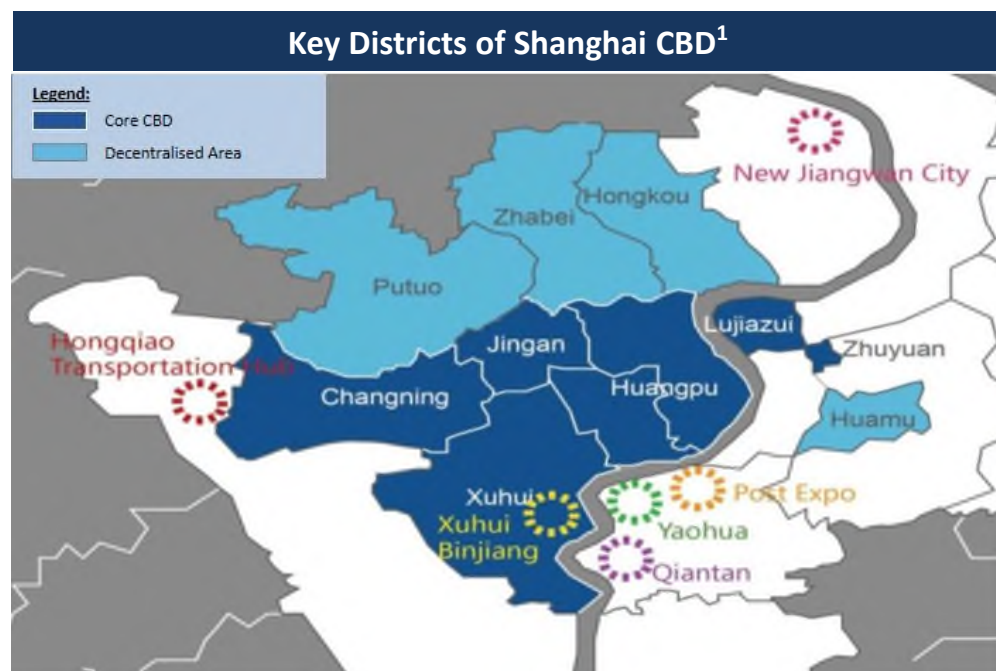 Key Districts of Shanghai CBD1
Legend:
Core CBD
Decentralised Area
New Jiangwan City
Hongkou
Zhabei
Putuo
Lujiazui
Hongqiao
Transportation Hub
Jingan
Zhuyuan
Changning
Huangpu
Huamu
Xuhui
Post Expo
Xuhui
Binjiang
Yaohua
Qiantan